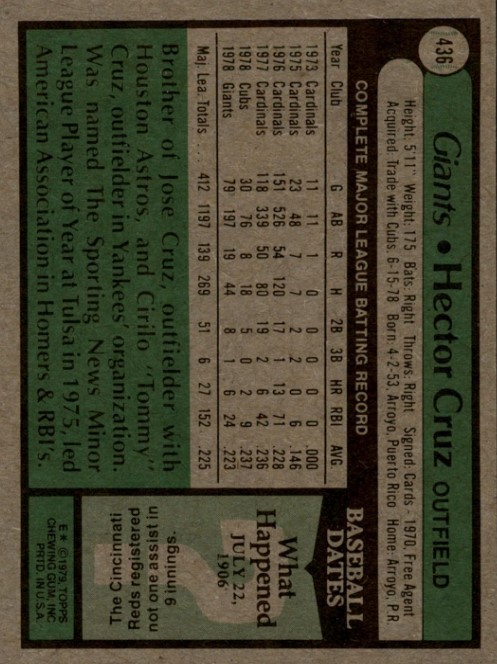 436
Giants • Hector Cruz OUTFIELD
Height: 5'11" Weight: 175 Bats: Right Throws: Right Signed: Cards - 1970, Free Agent
Acquired: Trade with Cubs, 6-15-78 Born: 4-2-53, Arroyo, Puerto Rico Home: Arroyo, P.R.
COMPLETE MAJOR LEAGUE BATTING RECORD
Year Club G AB R H 2B 3B HR RBI AVG.
1973 Cardinals 11 11 1 0 0 0 0 0 .000
1975 Cardinals 23 48 7 7 2 2 0 6 .146
1976 Cardinals 151 526 54 120 17 1 13 71 .228
1977 Cardinals 118 339 50 80 19 2 6 42 .236
1978 Cubs 30 76 8 18 5 0 2 9 .237
1978 Giants 79 197 19 44 8 1 6 24 .223
Maj. Lea. Totals . . . 412 1197 139 269 51 6 27 152 .225
Brother of Jose Cruz, outfielder with
Houston Astros, and Cirilo "Tommy"
Cruz, outfielder in Yankees' organization.
Was named The Sporting News Minor
League Player of Year at Tulsa in 1975, led
American Association in Homers & RBI's.
BASEBALL
DATES
What
Happened
JULY 22,
1906
The Cincinnati
Reds registered
not one assist in
9 innings.
E* © 1979, TOPPS
CHEWING GUM, INC
PRTD. IN U.S.A.